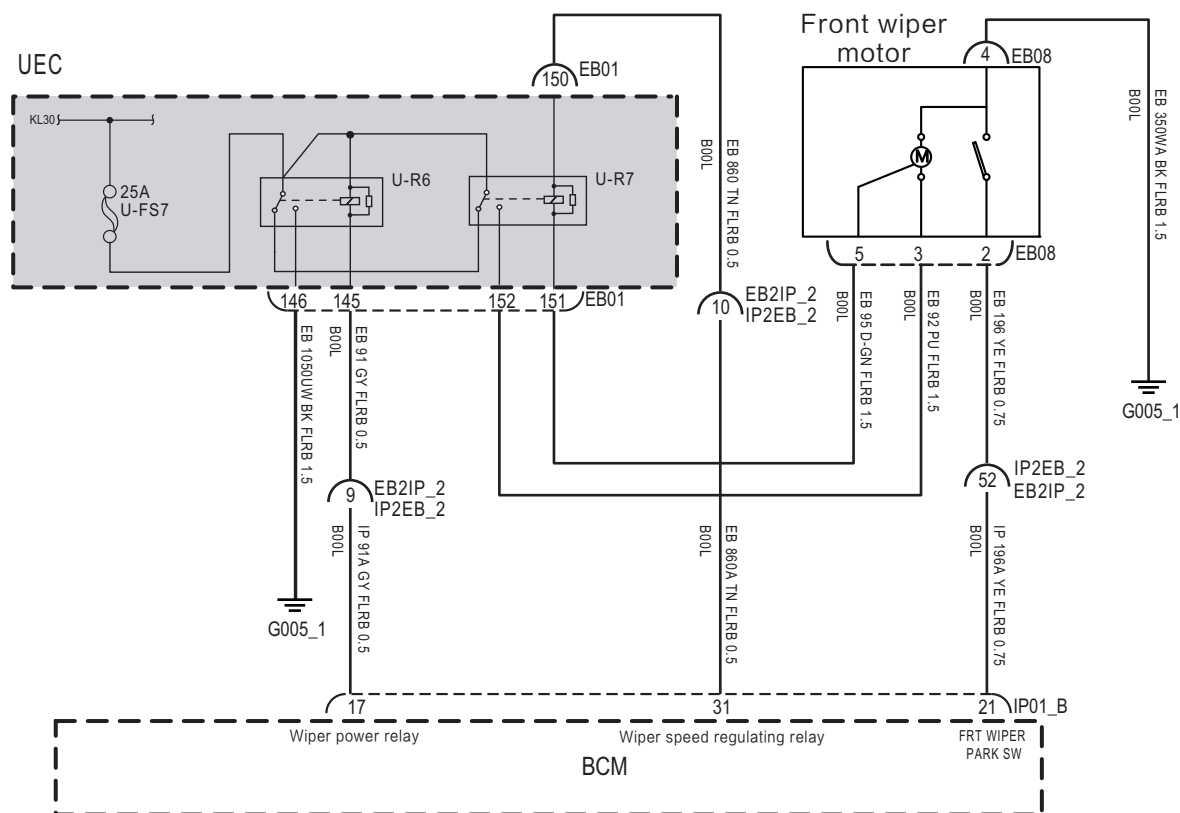 UEC
KL30
25A
U-FS7
U-R6
U-R7
150
EB01
146
145
152
151
EB01
Front wiper
motor
4
EB08
M
5
3
2
EB08
EB 350WA BK FLRB 1.5
B00L
EB 860 TN FLRB 0.5
B00L
10
EB2IP_2
IP2EB_2
EB 95 D-GN FLRB 1.5
B00L
EB 92 PU FLRB 1.5
B00L
EB 196 YE FLRB 0.75
B00L
G005_1
EB 1050UW BK FLRB 1.5
EB 91 GY FLRB 0.5
B00L
9
EB2IP_2
IP2EB_2
52
IP2EB_2
EB2IP_2
G005_1
IP 91A GY FLRB 0.5
B00L
EB 860A TN FLRB 0.5
B00L
IP 196A YE FLRB 0.75
B00L
17
31
21
IP01_B
Wiper power relay
Wiper speed regulating relay
FRT WIPER
PARK SW
BCM